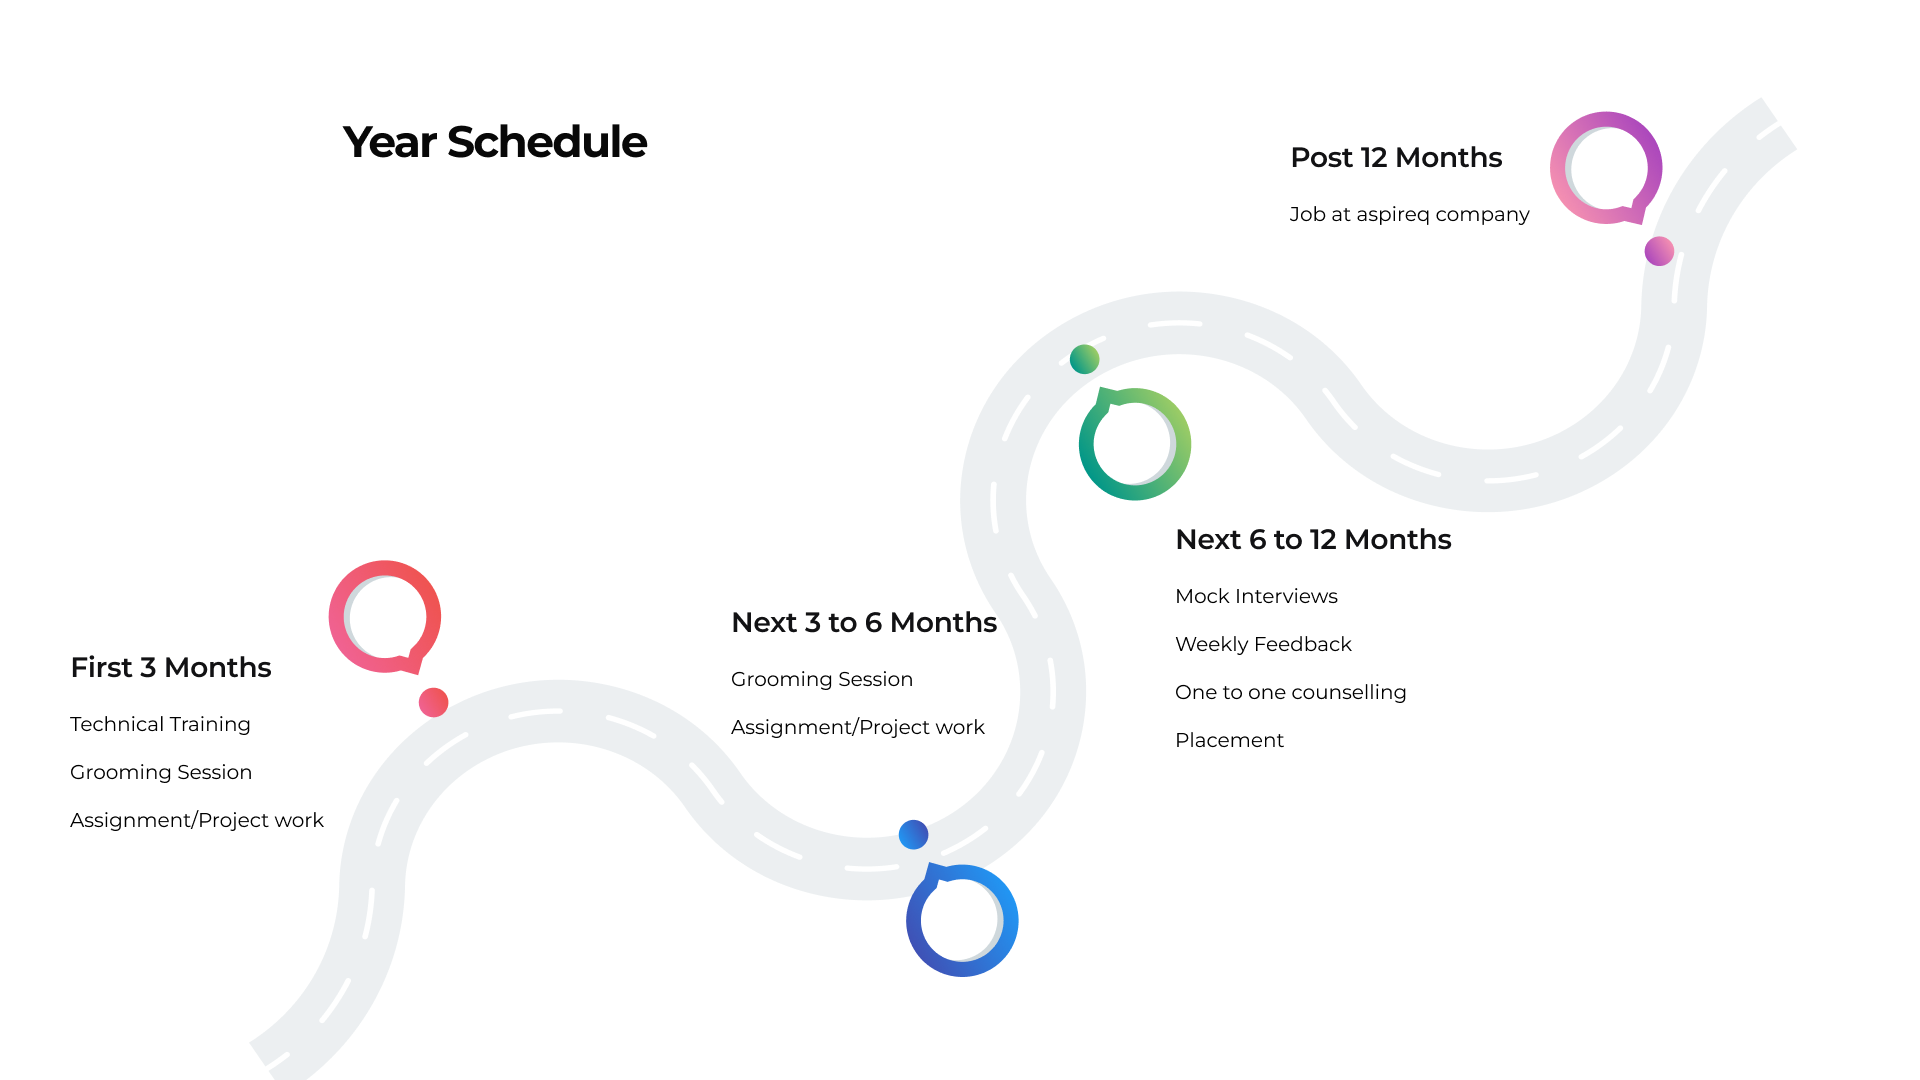 Year Schedule
Post 12 Months
Job at aspireq company
Next 6 to 12 Months
Mock Interviews
Weekly Feedback
One to one counselling
Placement
Next 3 to 6 Months
Grooming Session
Assignment/Project work
First 3 Months
Technical Training
Grooming Session
Assignment/Project work